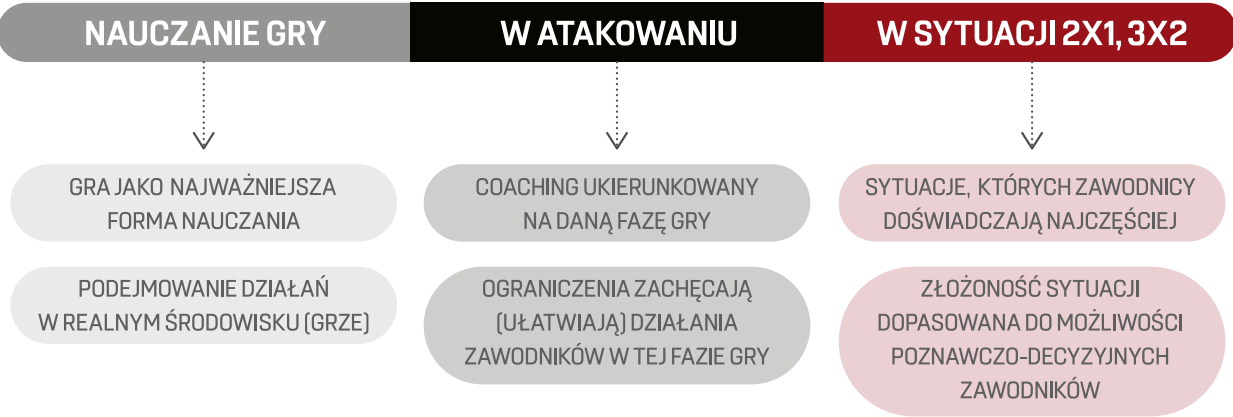 NAUCZANIE GRY
W ATAKOWANIU
W SYTUACJI 2X1, 3X2
GRA JAKO NAJWAŻNIEJSZA
FORMA NAUCZANIA
COACHING UKIERUNKOWANY
NA DANĄ FAZĘ GRY
SYTUACJE, KTÓRYCH ZAWODNICY
DOŚWIADCZAJĄ NAJCZĘŚCIEJ
PODEJMOWANIE DZIAŁAŃ
W REALNYM ŚRODOWISKU (GRZE)
OGRANICZENIA ZACHĘCAJĄ
(UŁATWIAJĄ) DZIAŁANIA
ZAWODNIKÓW W TEJ FAZIE GRY
ZŁOŻONOŚĆ SYTUACJI
DOPASOWANA DO MOŻLIWOŚCI
POZNAWCZO-DECYZYJNYCH
ZAWODNIKÓW